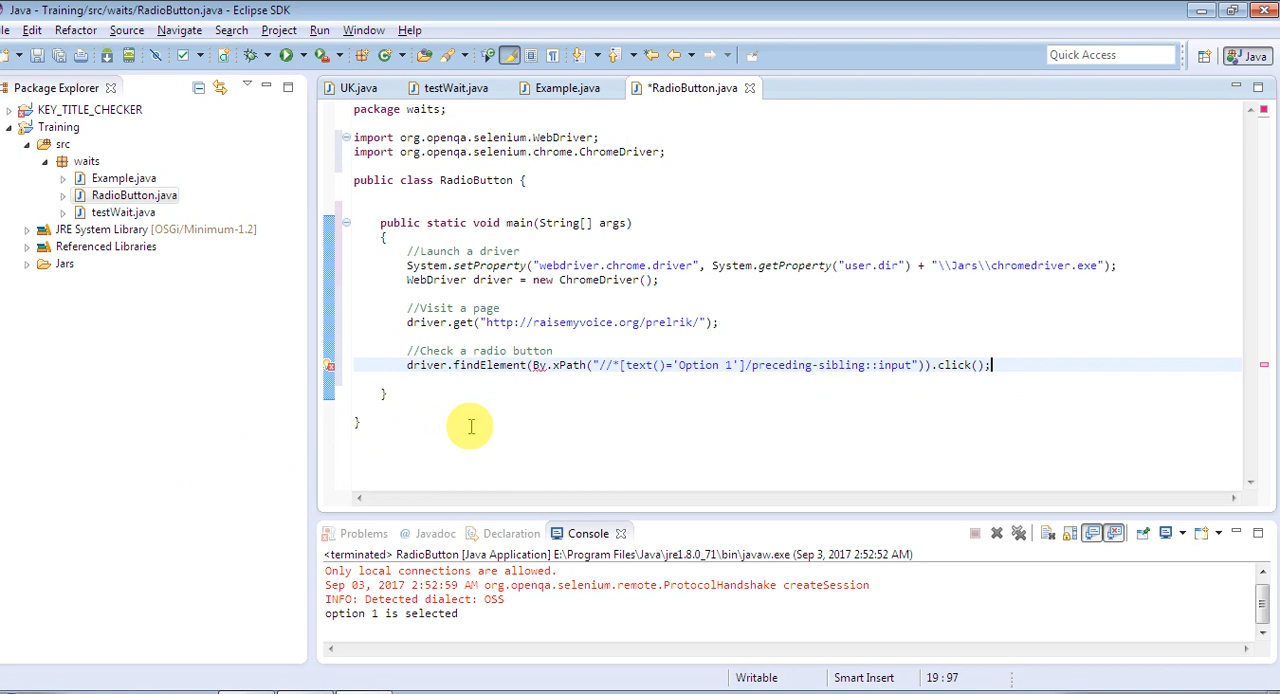 Java - Training/src/waits/RadioButton.java - Eclipse SDK
Edit Refactor Source Navigate Search Project Run Window Help
Quick Access
Java
Package Explorer
UK.java testWait.java Example.java *RadioButton.java
KEY_TITLE_CHECKER
Training
src
waits
Example.java
RadioButton.java
testWait.java
JRE System Library [OSGi/Minimum-1.2]
Referenced Libraries
Jars
package waits;
import org.openqa.selenium.WebDriver;
import org.openqa.selenium.chrome.ChromeDriver;
public class RadioButton {
public static void main(String[] args)
{
//Launch a driver
System.setProperty("webdriver.chrome.driver", System.getProperty("user.dir") + "\\Jars\\chromedriver.exe");
WebDriver driver = new ChromeDriver();
//Visit a page
driver.get("http://raisemyvoice.org/prelrik/");
//Check a radio button
driver.findElement(By.xPath("//*[text()='Option 1']/preceding-sibling::input")).click();
}
}
Problems @ Javadoc Declaration Console
<terminated> RadioButton [Java Application] E:\Program Files\Java\jre1.8.0_71\bin\javaw.exe (Sep 3, 2017 2:52:52 AM)
Only local connections are allowed.
Sep 03, 2017 2:52:59 AM org.openqa.selenium.remote.ProtocolHandshake createSession
INFO: Detected dialect: OSS
option 1 is selected
Writable Smart Insert 19 : 97